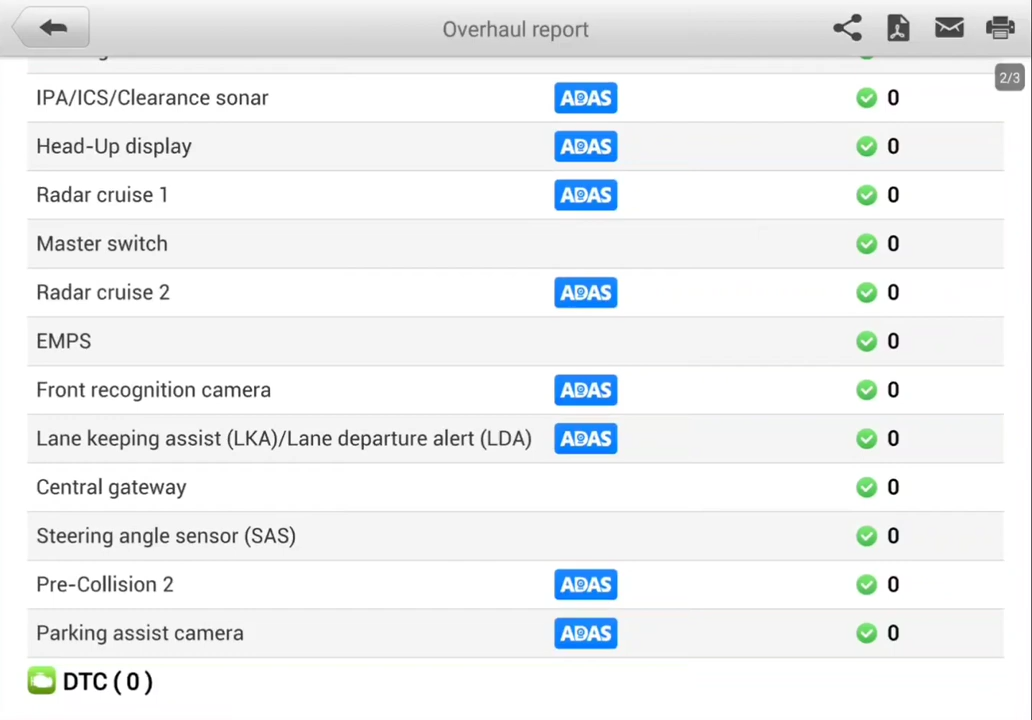 Overhaul report
2/3
IPA/ICS/Clearance sonar ADAS 0
Head-Up display ADAS 0
Radar cruise 1 ADAS 0
Master switch 0
Radar cruise 2 ADAS 0
EMPS 0
Front recognition camera ADAS 0
Lane keeping assist (LKA)/Lane departure alert (LDA) ADAS 0
Central gateway 0
Steering angle sensor (SAS) 0
Pre-Collision 2 ADAS 0
Parking assist camera ADAS 0
DTC ( 0 )